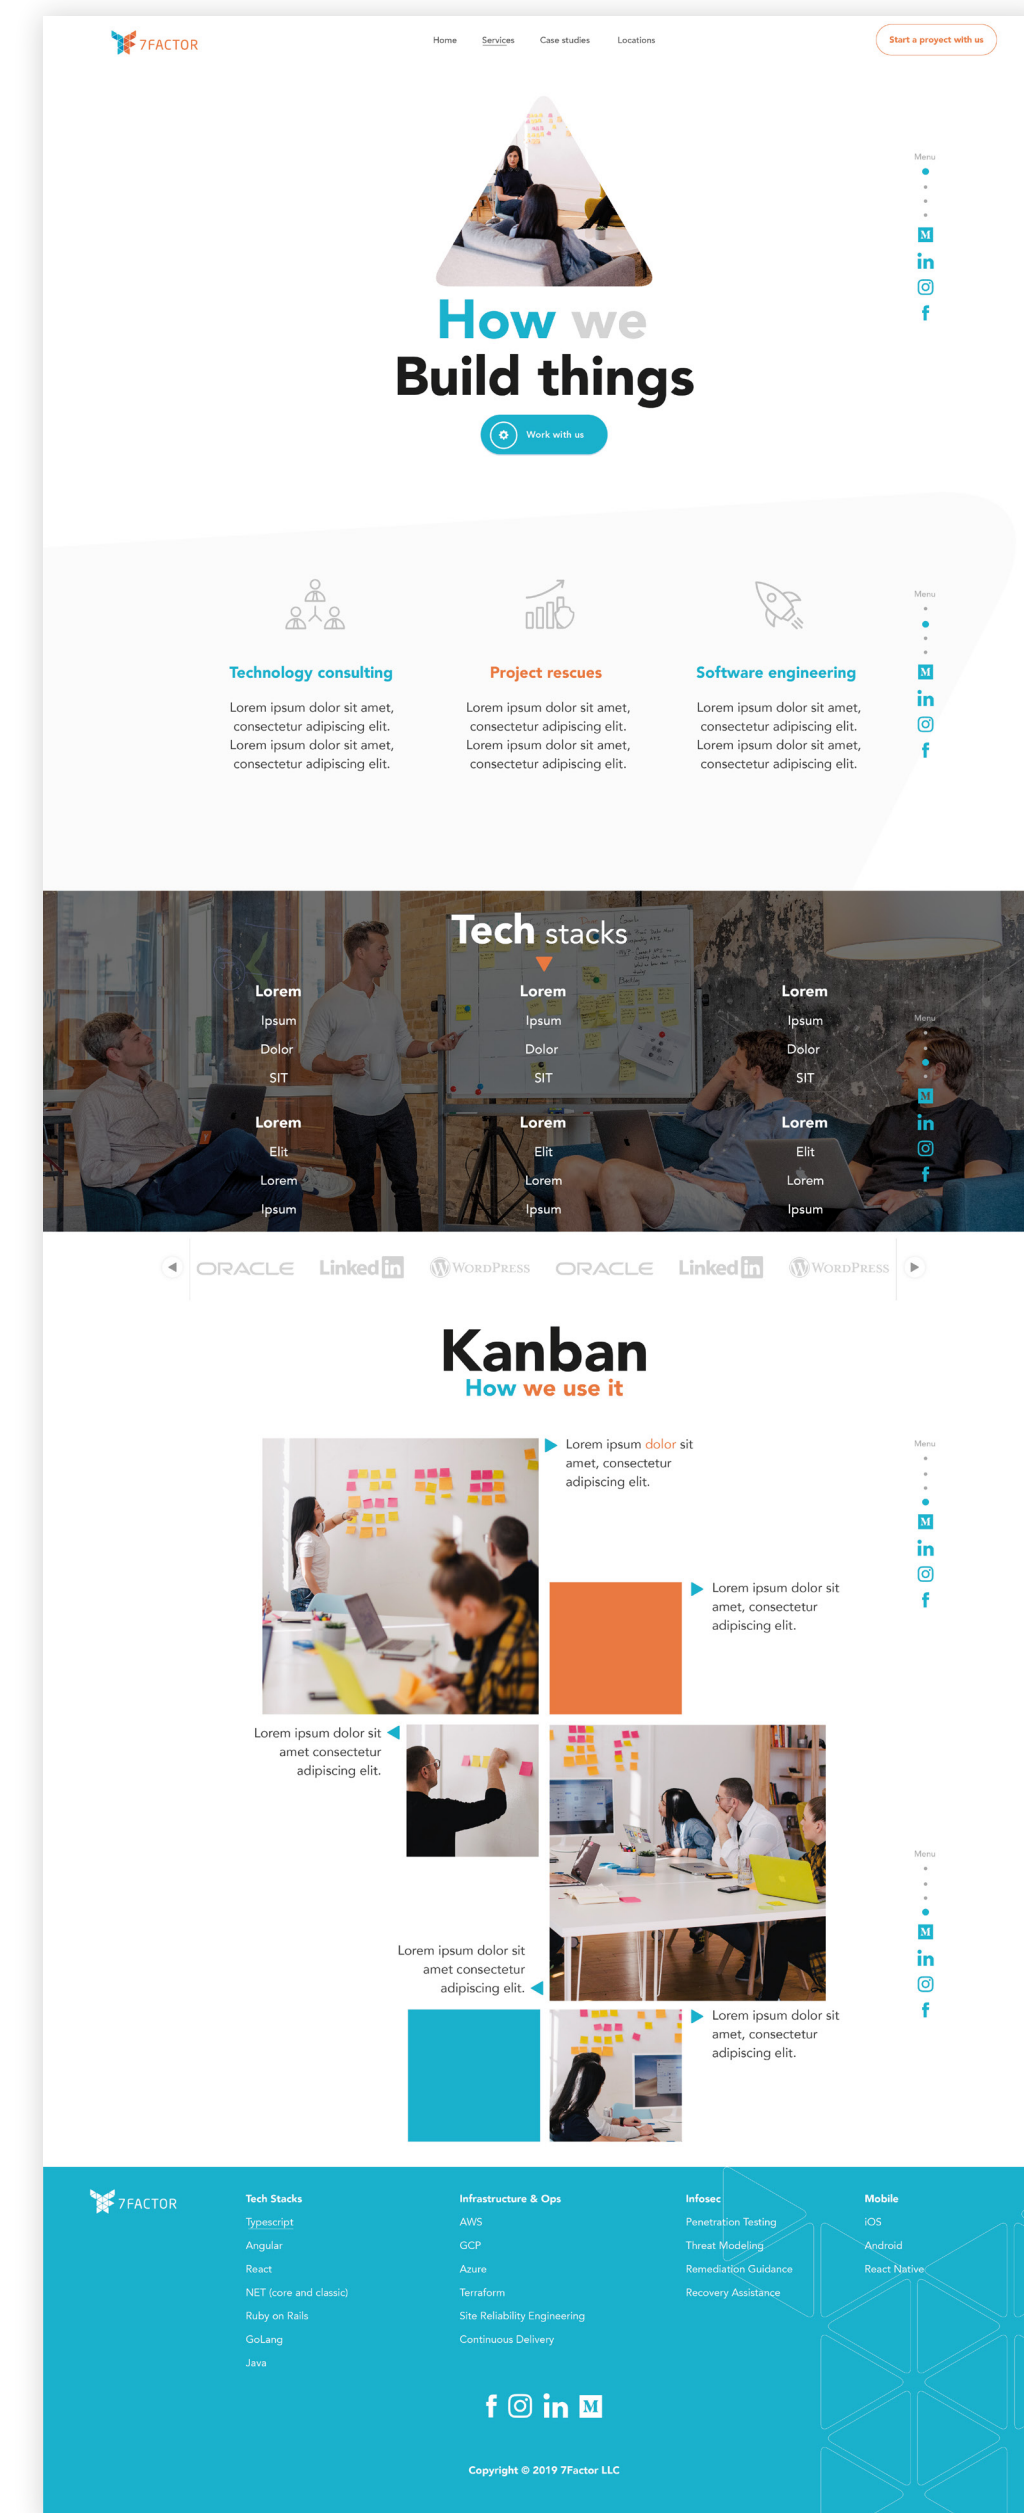 7FACTOR
Home Services Case studies Locations
Start a proyect with us
Menu
How we
Build things
Work with us
Menu
Technology consulting
Lorem ipsum dolor sit amet,
consectetur adipiscing elit.
Lorem ipsum dolor sit amet,
consectetur adipiscing elit.
Project rescues
Lorem ipsum dolor sit amet,
consectetur adipiscing elit.
Lorem ipsum dolor sit amet,
consectetur adipiscing elit.
Software engineering
Lorem ipsum dolor sit amet,
consectetur adipiscing elit.
Lorem ipsum dolor sit amet,
consectetur adipiscing elit.
Tech stacks
Lorem
Ipsum
Dolor
SIT
Lorem
Elit
Lorem
Ipsum
Lorem
Ipsum
Dolor
SIT
Lorem
Elit
Lorem
Ipsum
Lorem
Ipsum
Dolor
SIT
Lorem
Elit
Lorem
Ipsum
Menu
ORACLE LinkedIn WORDPRESS ORACLE LinkedIn WORDPRESS
Kanban
How we use it
Menu
Lorem ipsum dolor sit
amet, consectetur
adipiscing elit.
Lorem ipsum dolor sit
amet, consectetur
adipiscing elit.
Lorem ipsum dolor sit
amet consectetur
adipiscing elit.
Menu
Lorem ipsum dolor sit
amet consectetur
adipiscing elit.
Lorem ipsum dolor sit
amet, consectetur
adipiscing elit.
7FACTOR
Tech Stacks
Typescript
Angular
React
NET (core and classic)
Ruby on Rails
GoLang
Java
Infrastructure & Ops
AWS
GCP
Azure
Terraform
Site Reliability Engineering
Continuous Delivery
Infosec
Penetration Testing
Threat Modeling
Remediation Guidance
Recovery Assistance
Mobile
iOS
Android
React Native
Copyright © 2019 7Factor LLC